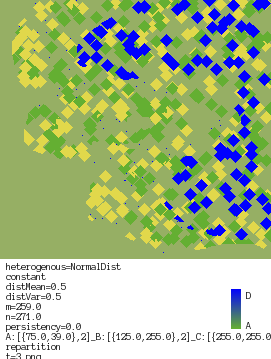 heterogenous=NormalDist
constant
distMean=0.5
distVar=0.5
m=259.0
n=271.0
persistency=0.0
A:[{75.0,39.0},2]_B:[{125.0,255.0},2]_C:[{255.0,255.0
repartition
t=3.png
D
A